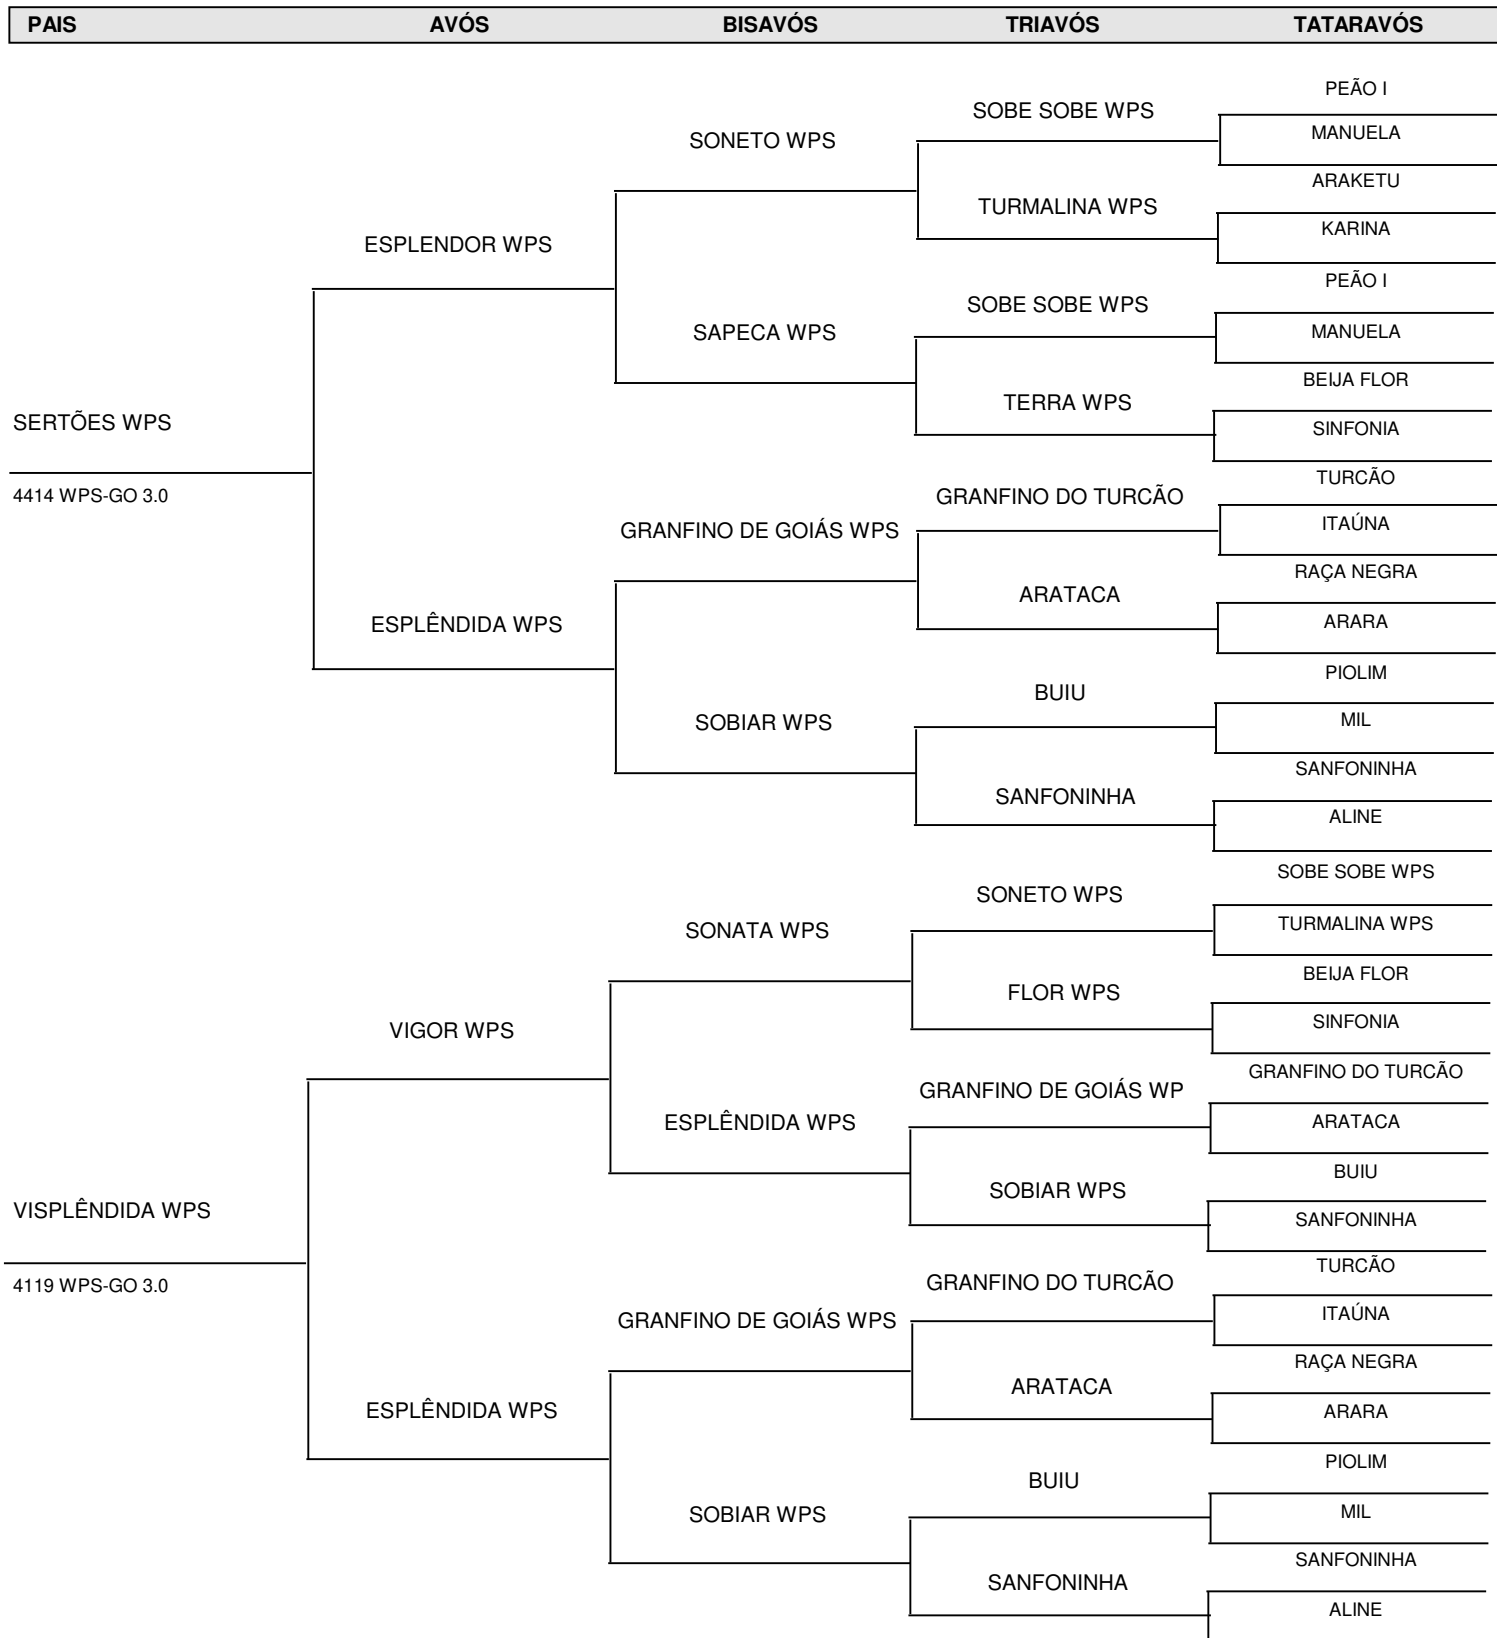 PAIS AVÓS BISAVÓS TRIAVÓS TATARAVÓS
PEÃO I
SOBE SOBE WPS
MANUELA
SONETO WPS
ARAKETU
TURMALINA WPS
KARINA
ESPLENDOR WPS
PEÃO I
SOBE SOBE WPS
MANUELA
SAPECA WPS
BEIJA FLOR
TERRA WPS
SINFONIA
SERTÕES WPS
4414 WPS-GO 3.0
TURCÃO
GRANFINO DO TURCÃO
ITAÚNA
GRANFINO DE GOIÁS WPS
RAÇA NEGRA
ARATACA
ARARA
ESPLÊNDIDA WPS
PIOLIM
BUIU
MIL
SOBIAR WPS
SANFONINHA
SANFONINHA
ALINE
SOBE SOBE WPS
SONETO WPS
TURMALINA WPS
SONATA WPS
BEIJA FLOR
FLOR WPS
SINFONIA
VIGOR WPS
GRANFINO DO TURCÃO
GRANFINO DE GOIÁS WP
ARATACA
ESPLÊNDIDA WPS
BUIU
SOBIAR WPS
SANFONINHA
VISPLÊNDIDA WPS
4119 WPS-GO 3.0
TURCÃO
GRANFINO DO TURCÃO
ITAÚNA
GRANFINO DE GOIÁS WPS
RAÇA NEGRA
ARATACA
ARARA
ESPLÊNDIDA WPS
PIOLIM
BUIU
MIL
SOBIAR WPS
SANFONINHA
SANFONINHA
ALINE